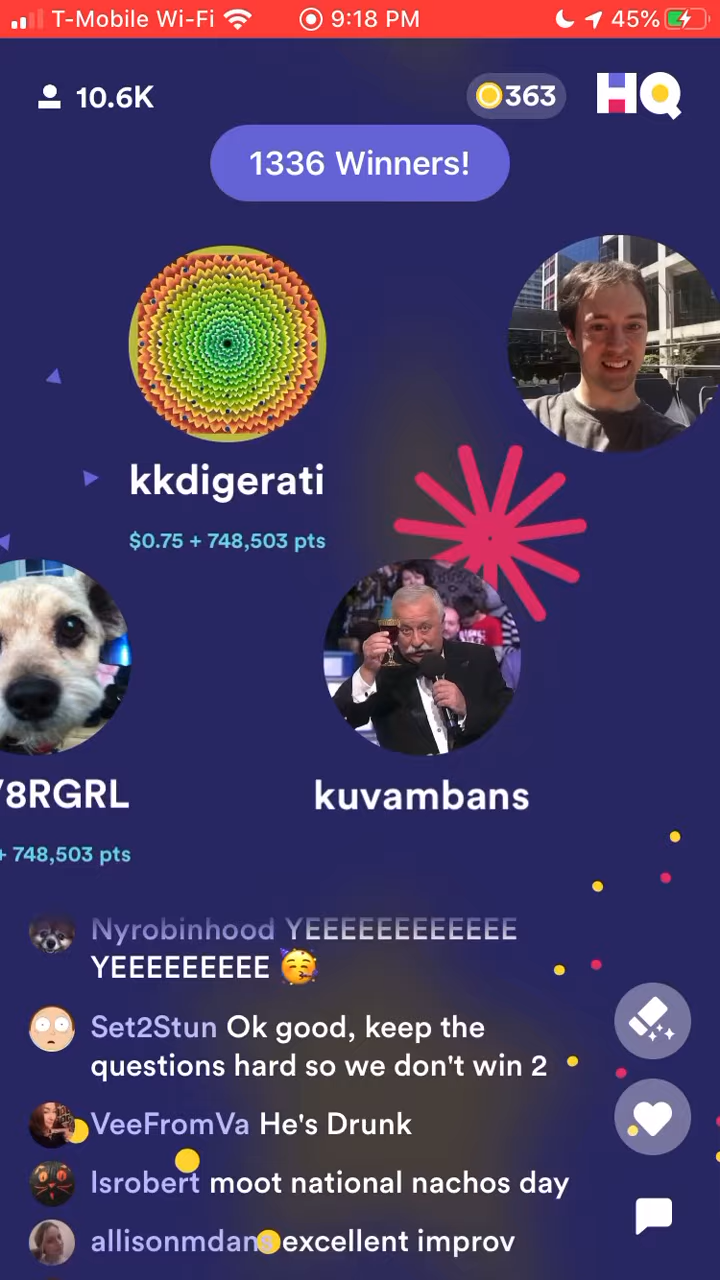 T-Mobile Wi-Fi 9:18 PM 45%
10.6K 363 HQ
1336 Winners!
kkdigerati
$0.75 + 748,503 pts
8RGRL kuvambans
+ 748,503 pts
Nyrobinhood YEEEEEEEEEEEE
YEEEEEEEEE 🥳
Set2Stun Ok good, keep the
questions hard so we don't win 2
VeeFromVa He's Drunk
lsrobert moot national nachos day
allisonmdans excellent improv